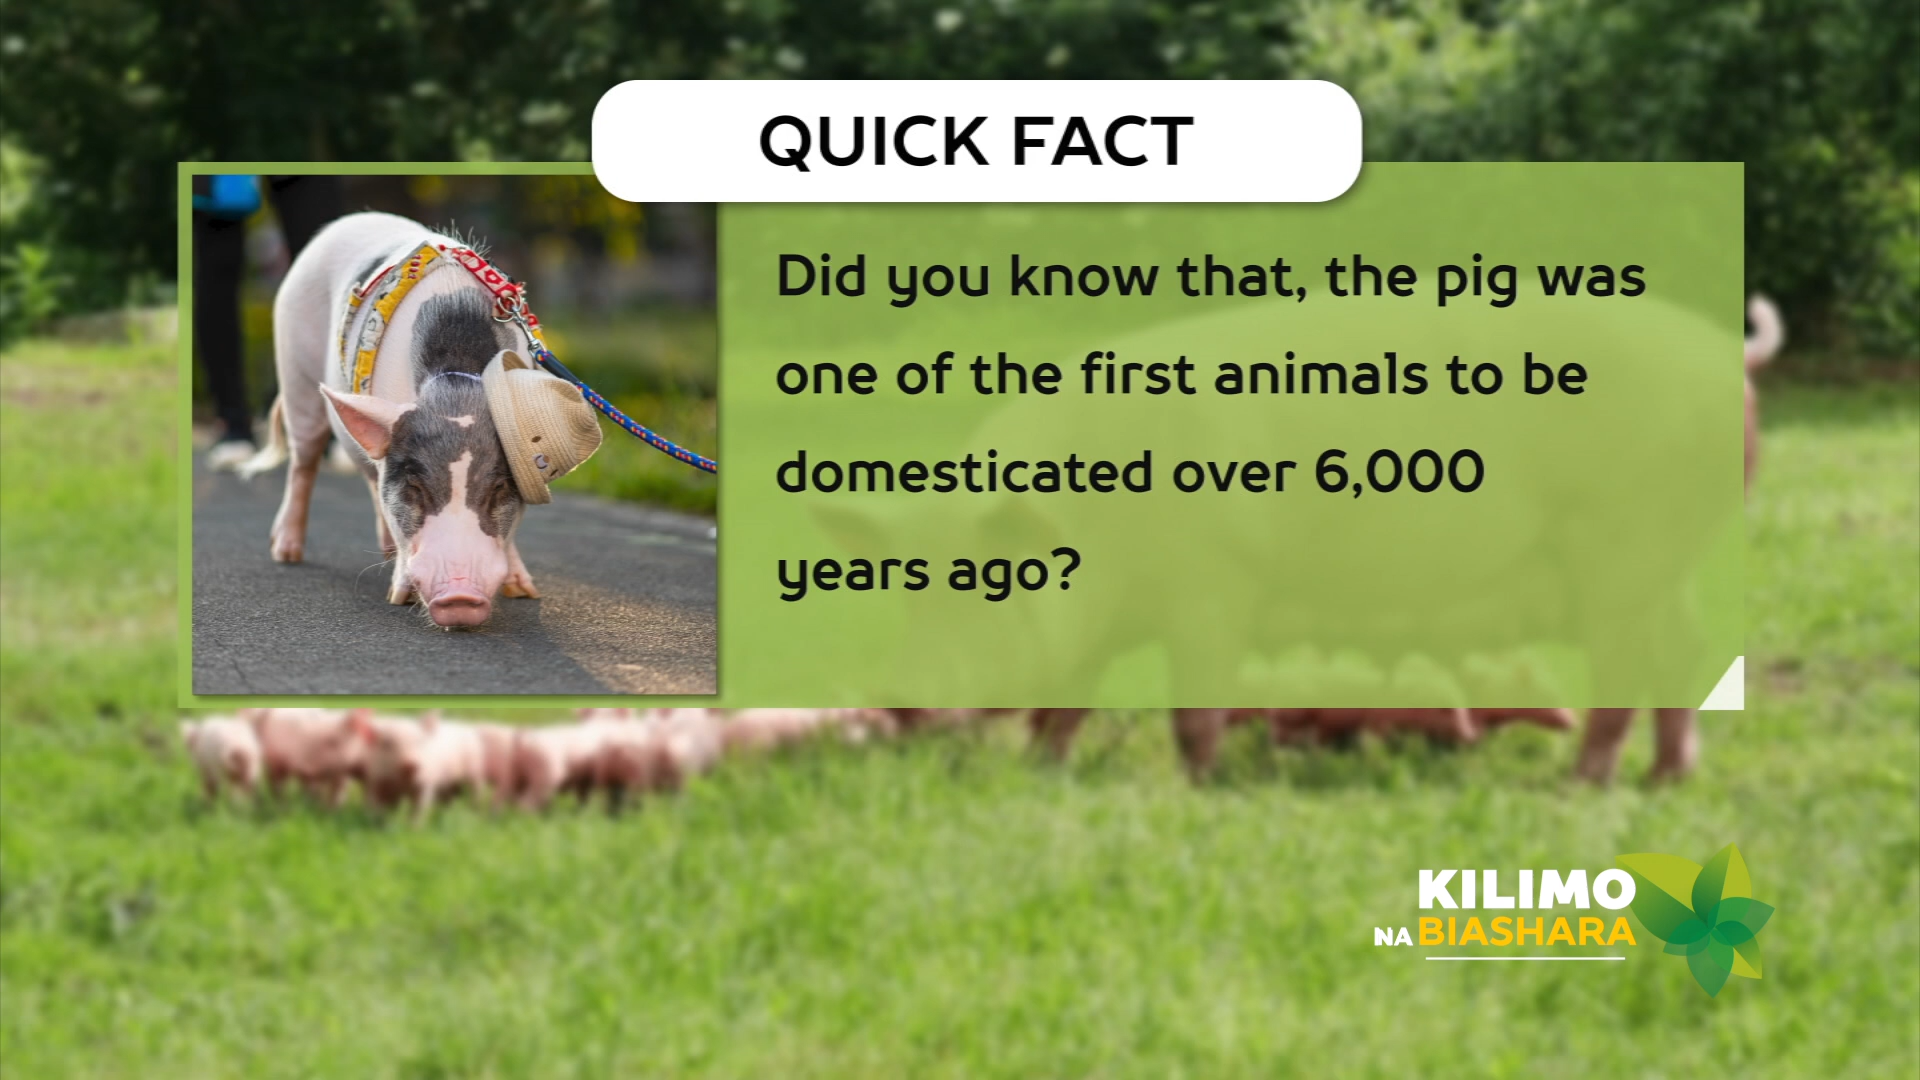 QUICK FACT
Did you know that, the pig was
one of the first animals to be
domesticated over 6,000
years ago?
KILIMO
NA BIASHARA